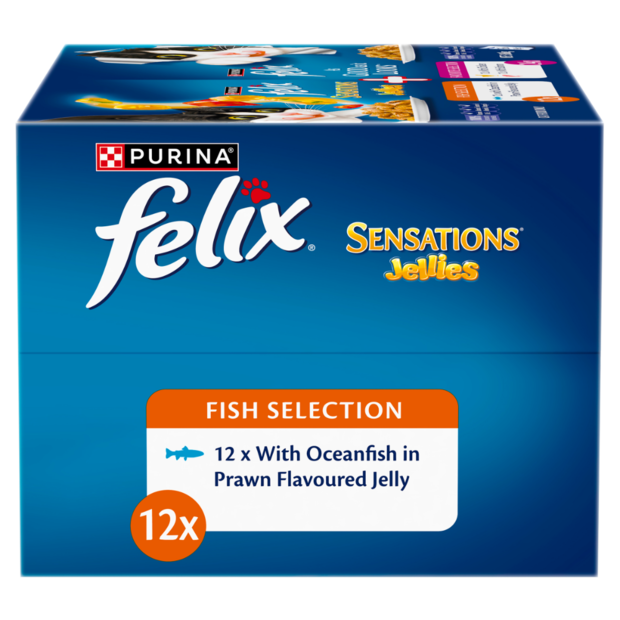 PURINA®
felix®
SENSATIONS®
Jellies
FISH SELECTION
12 x With Oceanfish in
Prawn Flavoured Jelly
12x